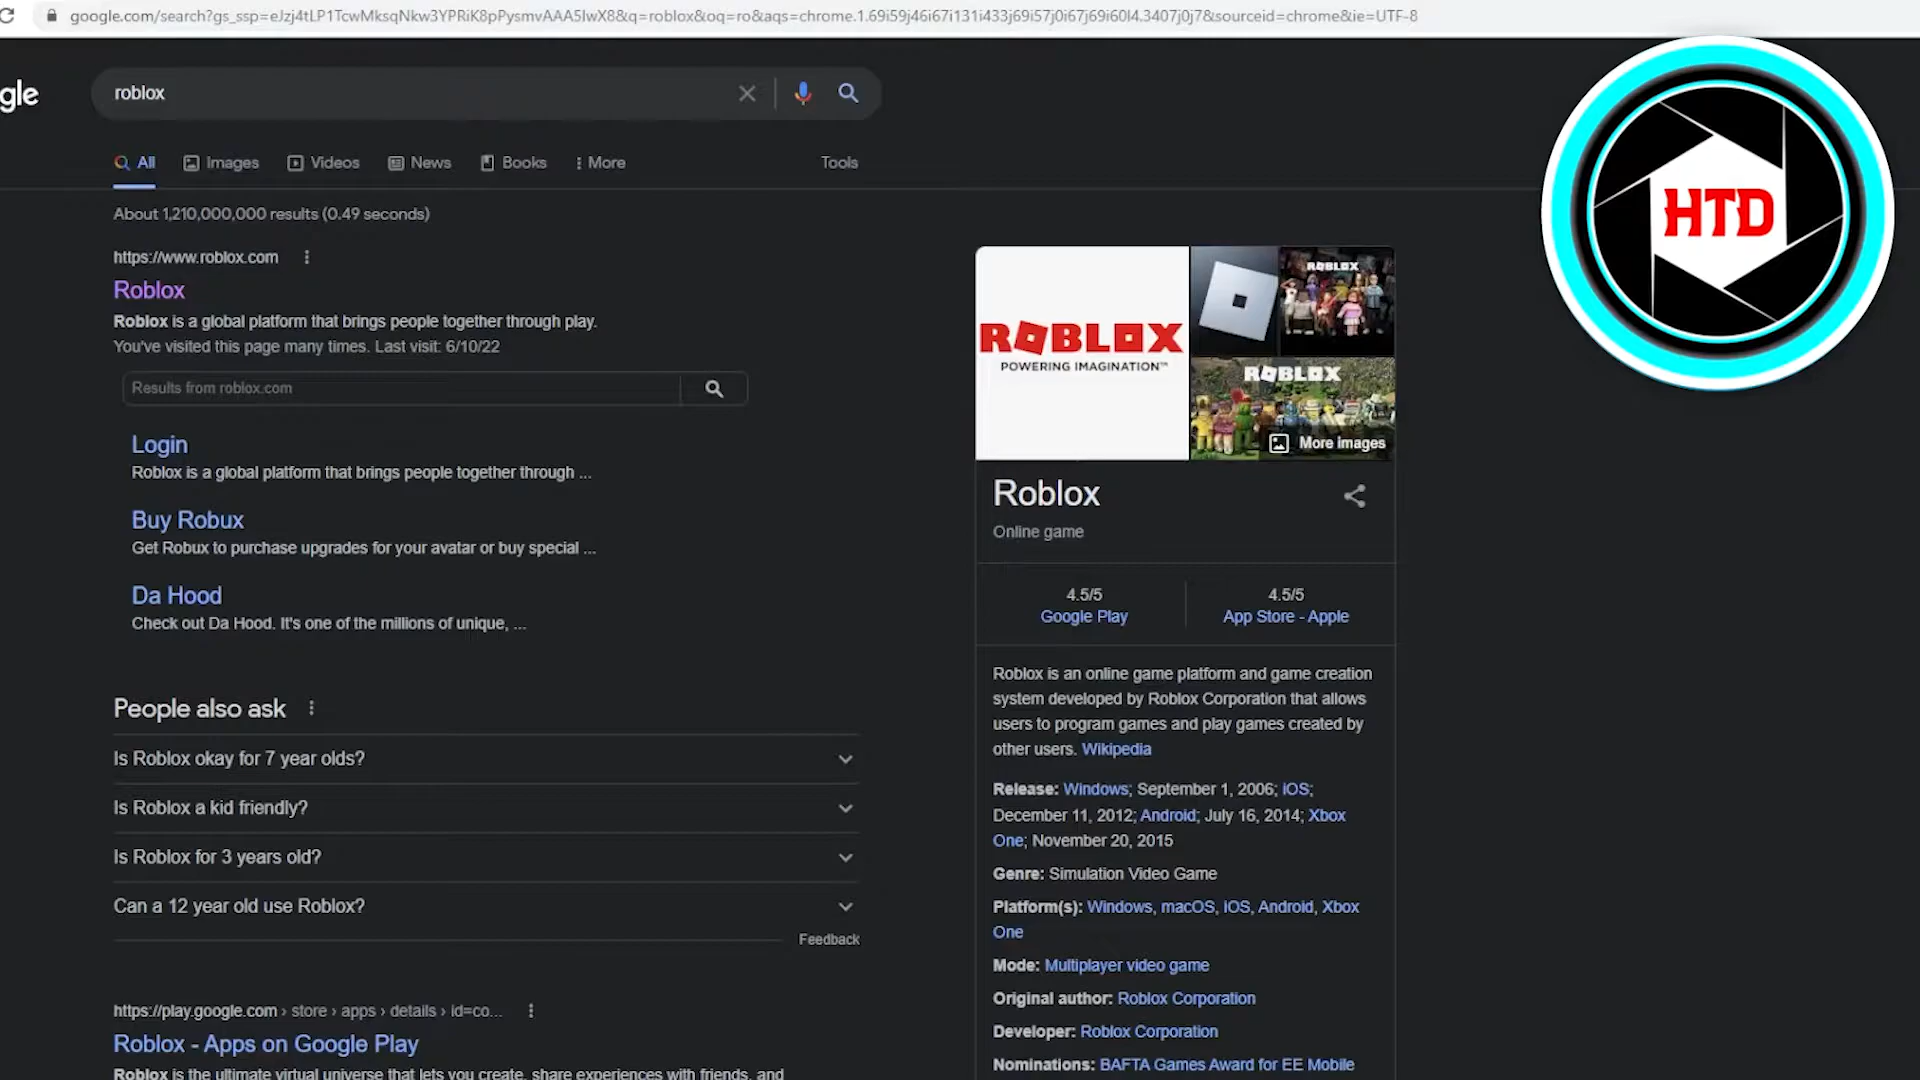 google.com/search?gs_ssp=eJzj4tLP1TcwMksqNkw3YPRiK8pPysmvAAA5IwX8&q=roblox&oq=ro&aqs=chrome.1.69i59j46i67i131i433j69i57j0i67j69i60l4.3407j0j7&sourceid=chrome&ie=UTF-8
gle
roblox
All
Images
Videos
News
Books
More
Tools
HTD
About 1,210,000,000 results (0.49 seconds)
https://www.roblox.com
Roblox
Roblox is a global platform that brings people together through play.
You've visited this page many times. Last visit: 6/10/22
Results from roblox.com
Login
Roblox is a global platform that brings people together through ...
Buy Robux
Get Robux to purchase upgrades for your avatar or buy special ...
Da Hood
Check out Da Hood. It's one of the millions of unique, ...
People also ask
Is Roblox okay for 7 year olds?
Is Roblox a kid friendly?
Is Roblox for 3 years old?
Can a 12 year old use Roblox?
Feedback
https://play.google.com › store › apps › details › id=co...
Roblox - Apps on Google Play
Roblox is the ultimate virtual universe that lets you create, share experiences with friends, and
ROBLOX
POWERING IMAGINATION™
ROBLOX
ROBLOX
More images
Roblox
Online game
4.5/5
Google Play
4.5/5
App Store - Apple
Roblox is an online game platform and game creation
system developed by Roblox Corporation that allows
users to program games and play games created by
other users. Wikipedia
Release: Windows; September 1, 2006; iOS;
December 11, 2012; Android; July 16, 2014; Xbox
One; November 20, 2015
Genre: Simulation Video Game
Platform(s): Windows, macOS, iOS, Android, Xbox
One
Mode: Multiplayer video game
Original author: Roblox Corporation
Developer: Roblox Corporation
Nominations: BAFTA Games Award for EE Mobile